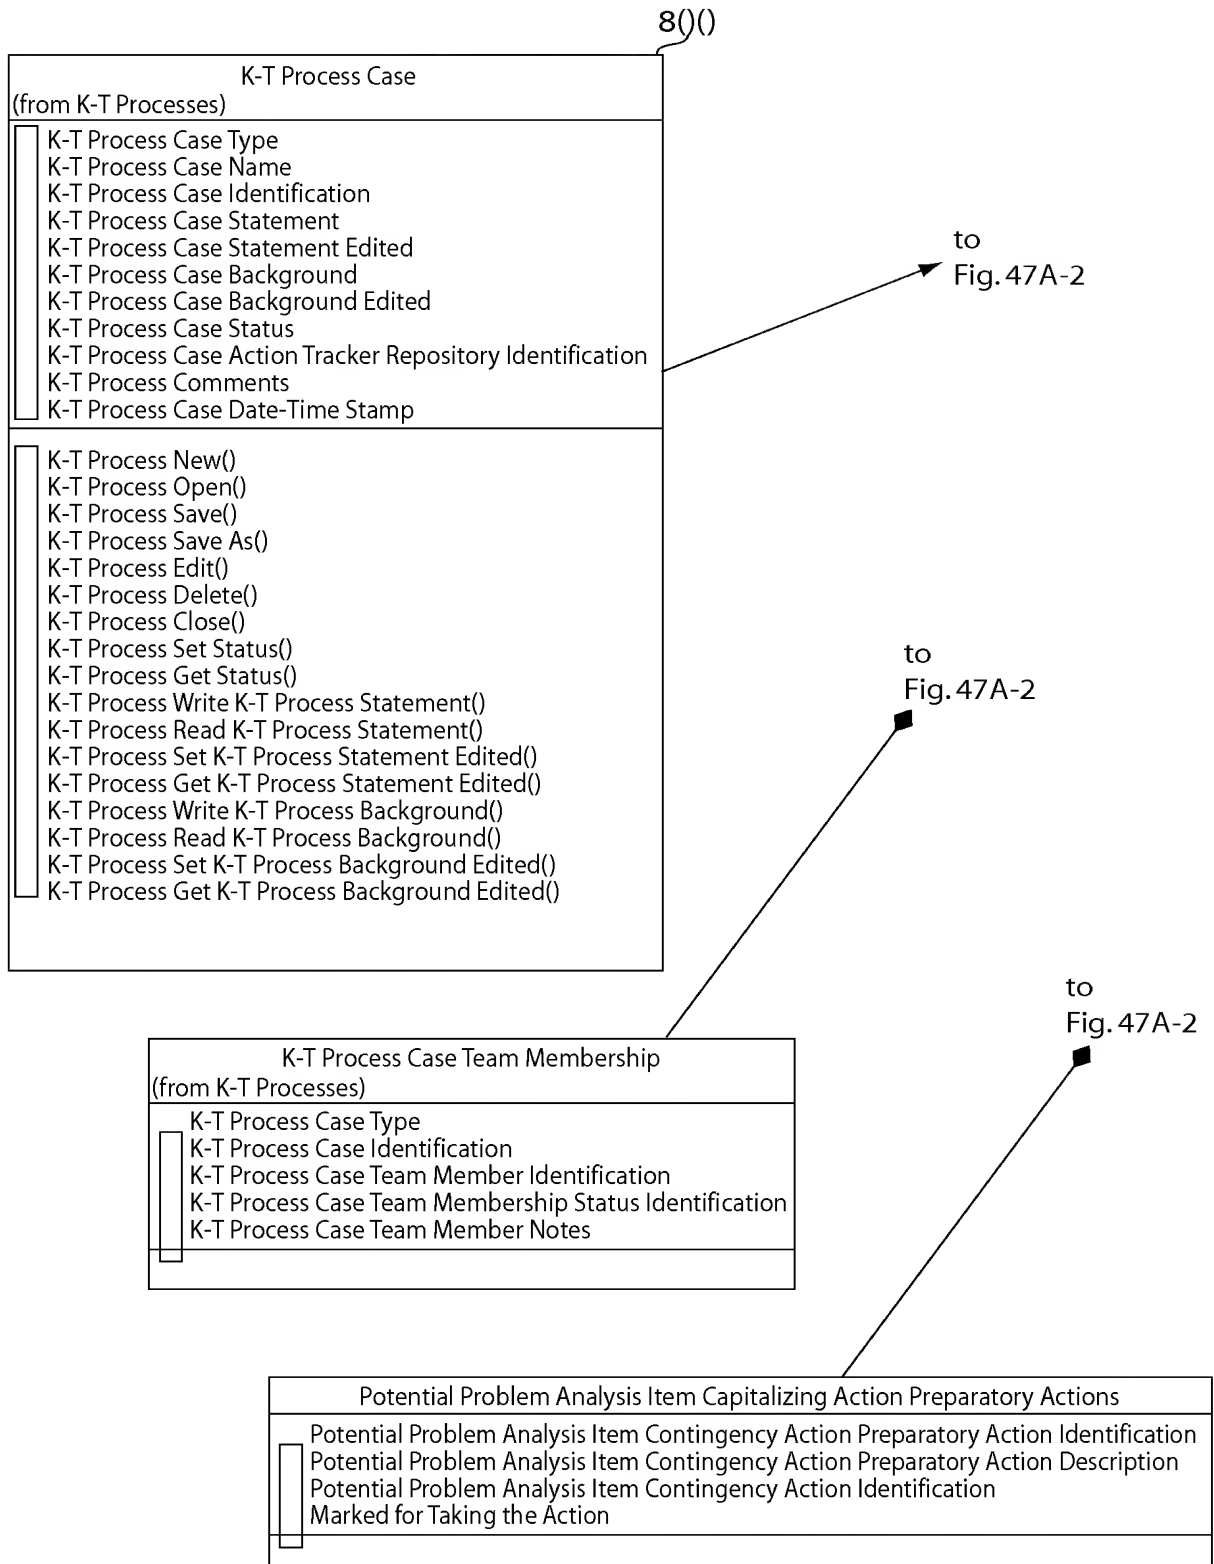 8()()
K-T Process Case
(from K-T Processes)
K-T Process Case Type
K-T Process Case Name
K-T Process Case Identification
K-T Process Case Statement
K-T Process Case Statement Edited
K-T Process Case Background
K-T Process Case Background Edited
K-T Process Case Status
K-T Process Case Action Tracker Repository Identification
K-T Process Comments
K-T Process Case Date-Time Stamp
to
Fig. 47A-2
K-T Process New()
K-T Process Open()
K-T Process Save()
K-T Process Save As()
K-T Process Edit()
K-T Process Delete()
K-T Process Close()
K-T Process Set Status()
K-T Process Get Status()
K-T Process Write K-T Process Statement()
K-T Process Read K-T Process Statement()
K-T Process Set K-T Process Statement Edited()
K-T Process Get K-T Process Statement Edited()
K-T Process Write K-T Process Background()
K-T Process Read K-T Process Background()
K-T Process Set K-T Process Background Edited()
K-T Process Get K-T Process Background Edited()
to
Fig. 47A-2
K-T Process Case Team Membership
(from K-T Processes)
K-T Process Case Type
K-T Process Case Identification
K-T Process Case Team Member Identification
K-T Process Case Team Membership Status Identification
K-T Process Case Team Member Notes
to
Fig. 47A-2
Potential Problem Analysis Item Capitalizing Action Preparatory Actions
Potential Problem Analysis Item Contingency Action Preparatory Action Identification
Potential Problem Analysis Item Contingency Action Preparatory Action Description
Potential Problem Analysis Item Contingency Action Identification
Marked for Taking the Action